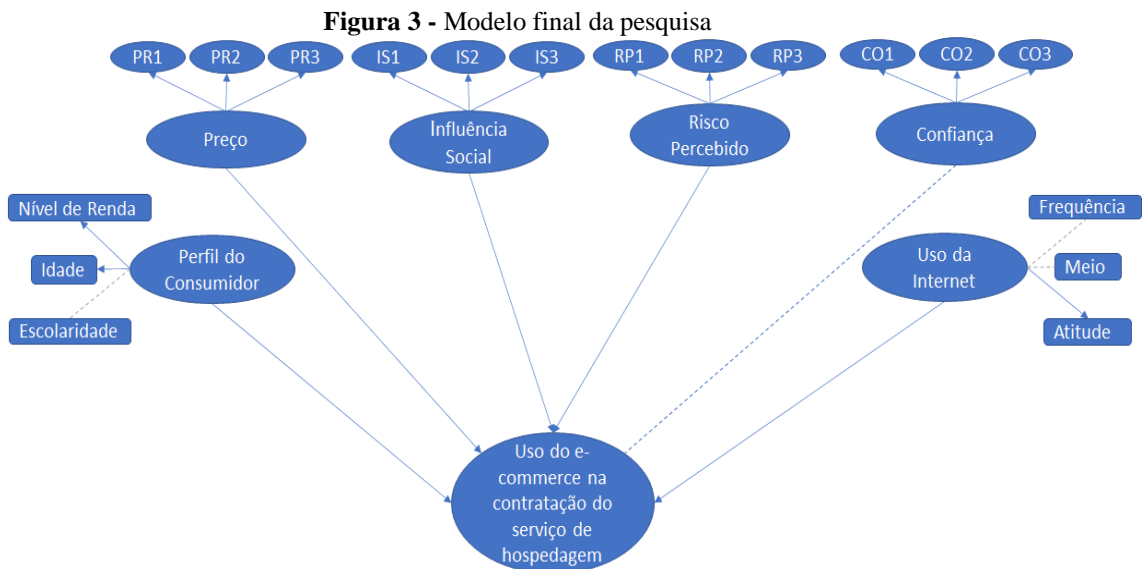 Figura 3 - Modelo final da pesquisa
PR1
PR2
PR3
IS1
IS2
IS3
RP1
RP2
RP3
CO1
CO2
CO3
Preço
Influência
Social
Risco
Percebido
Confiança
Nível de Renda
Idade
Escolaridade
Perfil do
Consumidor
Uso da
Internet
Frequência
Meio
Atitude
Uso do e-
commerce na
contratação do
serviço de
hospedagem